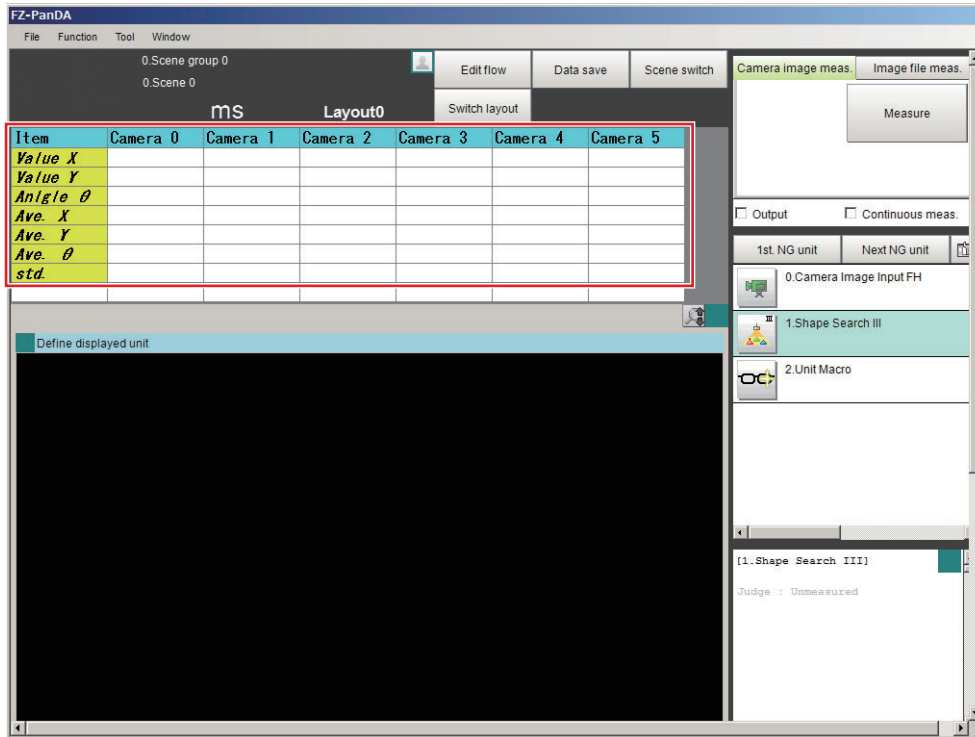 FZ-PanDA
File Function Tool Window
0.Scene group 0
0.Scene 0
ms Layout0
Edit flow Data save Scene switch
Switch layout
Item Camera 0 Camera 1 Camera 2 Camera 3 Camera 4 Camera 5
Value X
Value Y
Anigle θ
Ave. X
Ave. Y
Ave. θ
std.
Define displayed unit
Camera image meas. Image file meas.
Measure
Output Continuous meas.
1st. NG unit Next NG unit
0.Camera Image Input FH
III
1.Shape Search III
2.Unit Macro
[1.Shape Search III]
Judge : Unmeasured